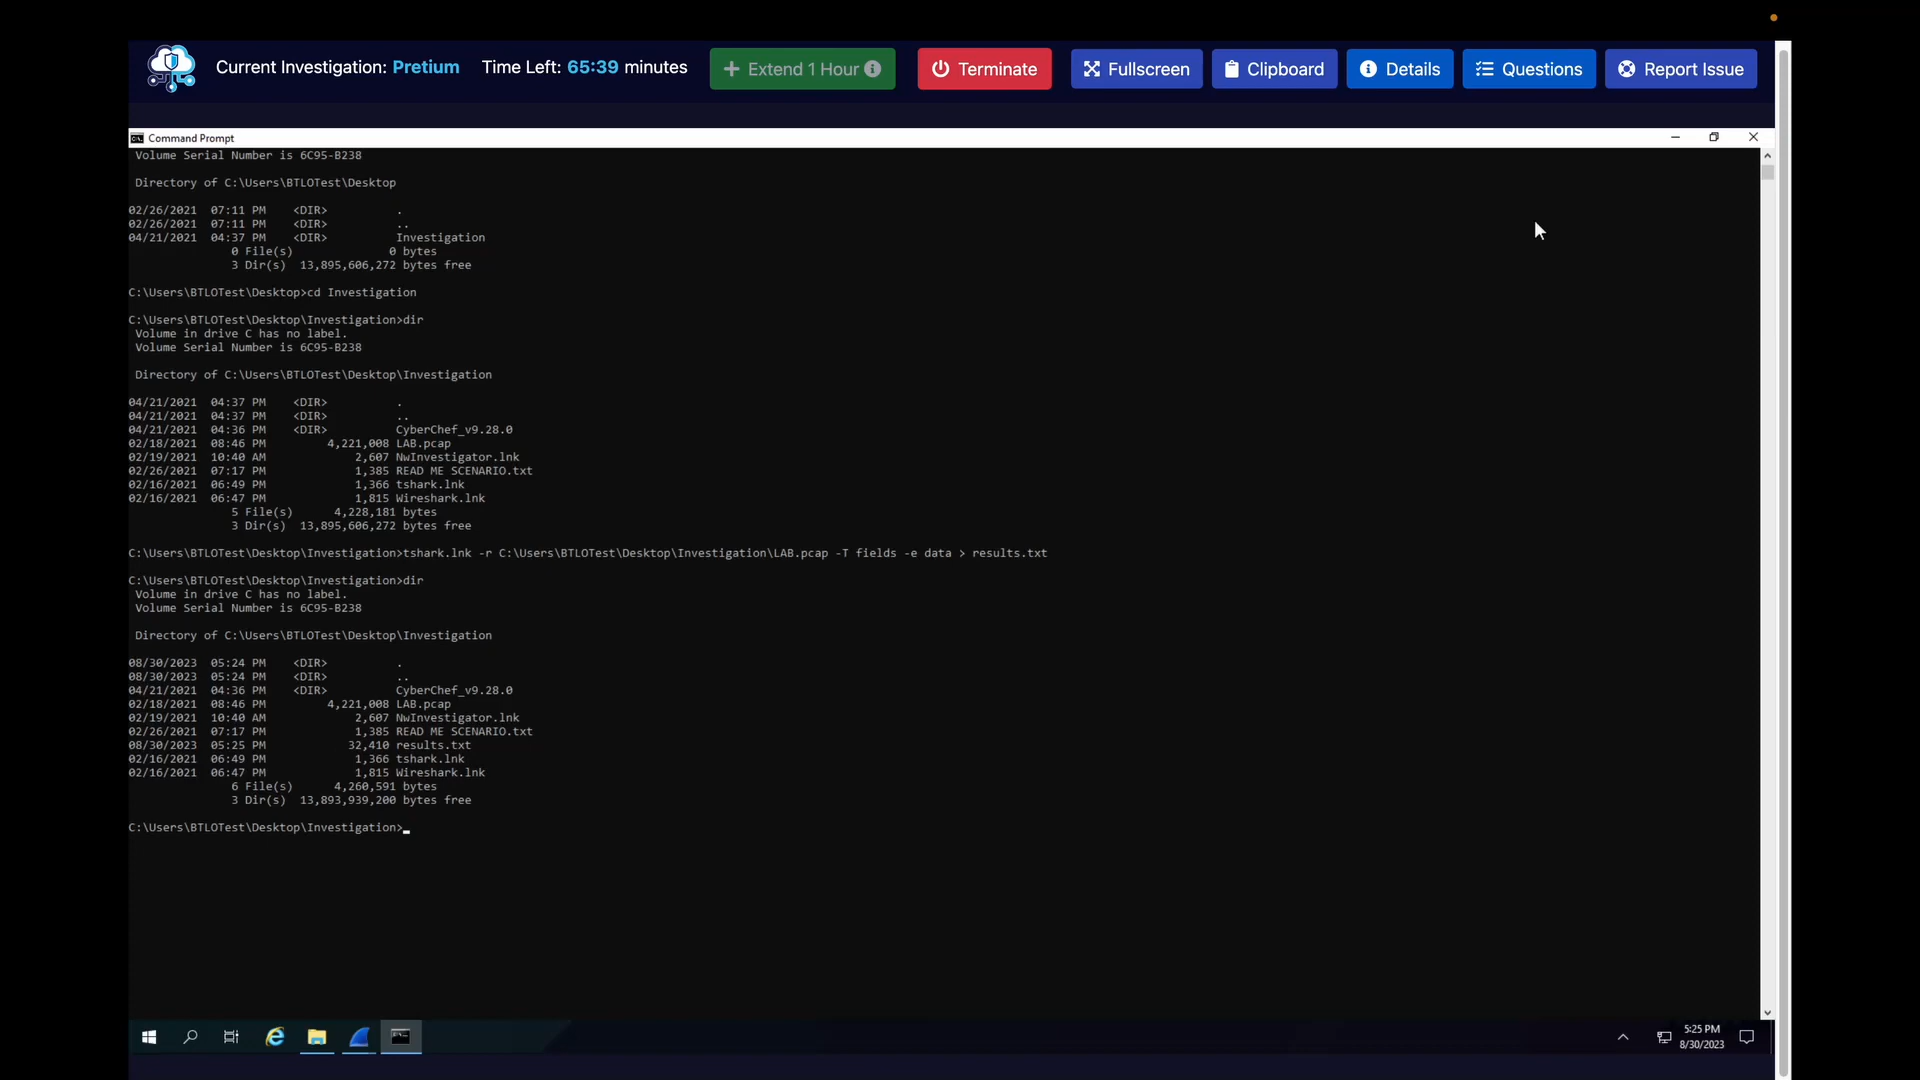 Current Investigation: Pretium Time Left: 65:39 minutes + Extend 1 Hour Terminate Fullscreen Clipboard Details Questions Report Issue
Command Prompt
Volume Serial Number is 6C95-B238
Directory of C:\Users\BTLOTest\Desktop
02/26/2021 07:11 PM <DIR> .
02/26/2021 07:11 PM <DIR> ..
04/21/2021 04:37 PM <DIR> Investigation
0 File(s) 0 bytes
3 Dir(s) 13,895,606,272 bytes free
C:\Users\BTLOTest\Desktop>cd Investigation
C:\Users\BTLOTest\Desktop\Investigation>dir
Volume in drive C has no label.
Volume Serial Number is 6C95-B238
Directory of C:\Users\BTLOTest\Desktop\Investigation
04/21/2021 04:37 PM <DIR> .
04/21/2021 04:37 PM <DIR> ..
04/21/2021 04:36 PM <DIR> CyberChef_v9.28.0
02/18/2021 08:46 PM 4,221,008 LAB.pcap
02/19/2021 10:40 AM 2,607 NwInvestigator.lnk
02/26/2021 07:17 PM 1,385 READ ME SCENARIO.txt
02/16/2021 06:49 PM 1,366 tshark.lnk
02/16/2021 06:47 PM 1,815 Wireshark.lnk
5 File(s) 4,228,181 bytes
3 Dir(s) 13,895,606,272 bytes free
C:\Users\BTLOTest\Desktop\Investigation>tshark.lnk -r C:\Users\BTLOTest\Desktop\Investigation\LAB.pcap -T fields -e data > results.txt
C:\Users\BTLOTest\Desktop\Investigation>dir
Volume in drive C has no label.
Volume Serial Number is 6C95-B238
Directory of C:\Users\BTLOTest\Desktop\Investigation
08/30/2023 05:24 PM <DIR> .
08/30/2023 05:24 PM <DIR> ..
04/21/2021 04:36 PM <DIR> CyberChef_v9.28.0
02/18/2021 08:46 PM 4,221,008 LAB.pcap
02/19/2021 10:40 AM 2,607 NwInvestigator.lnk
02/26/2021 07:17 PM 1,385 READ ME SCENARIO.txt
08/30/2023 05:25 PM 32,410 results.txt
02/16/2021 06:49 PM 1,366 tshark.lnk
02/16/2021 06:47 PM 1,815 Wireshark.lnk
6 File(s) 4,260,591 bytes
3 Dir(s) 13,893,939,200 bytes free
C:\Users\BTLOTest\Desktop\Investigation>_
5:25 PM
8/30/2023